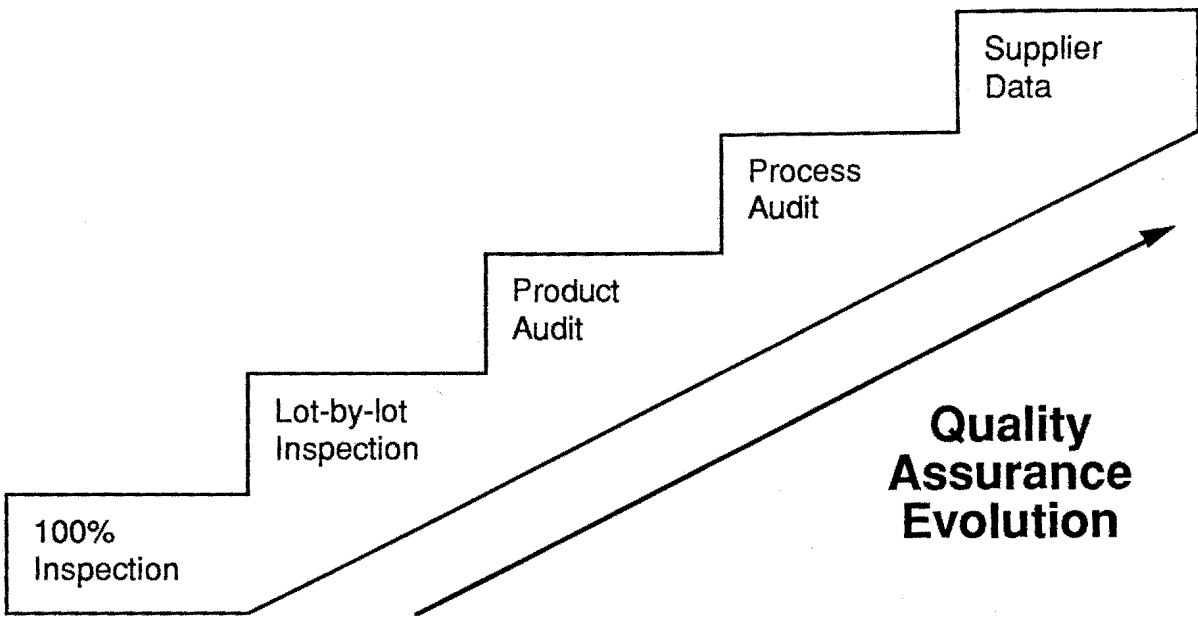 Supplier
Data
Process
Audit
Product
Audit
Lot-by-lot
Inspection
100%
Inspection
Quality
Assurance
Evolution